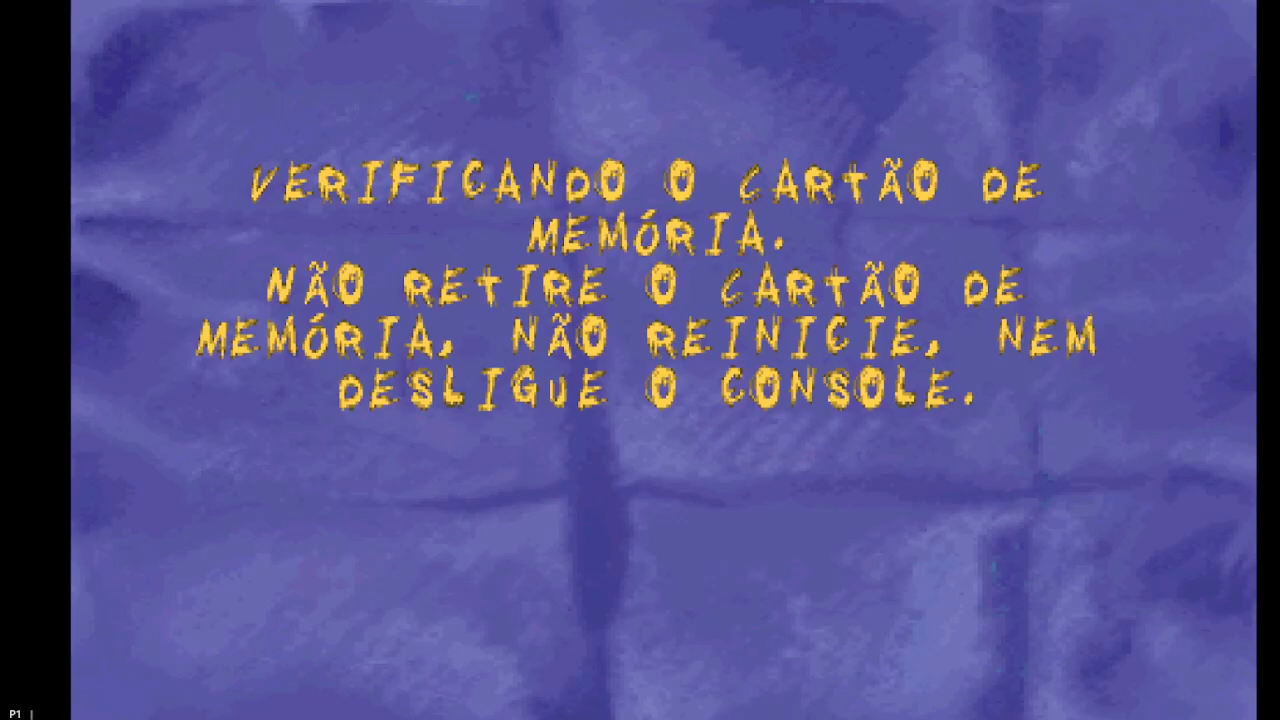 VERIFICANDO O CARTÃO DE
MEMÓRIA.
NÃO RETIRE O CARTÃO DE
MEMÓRIA, NÃO REINICIE, NEM
DESLIGUE O CONSOLE.
P1 |